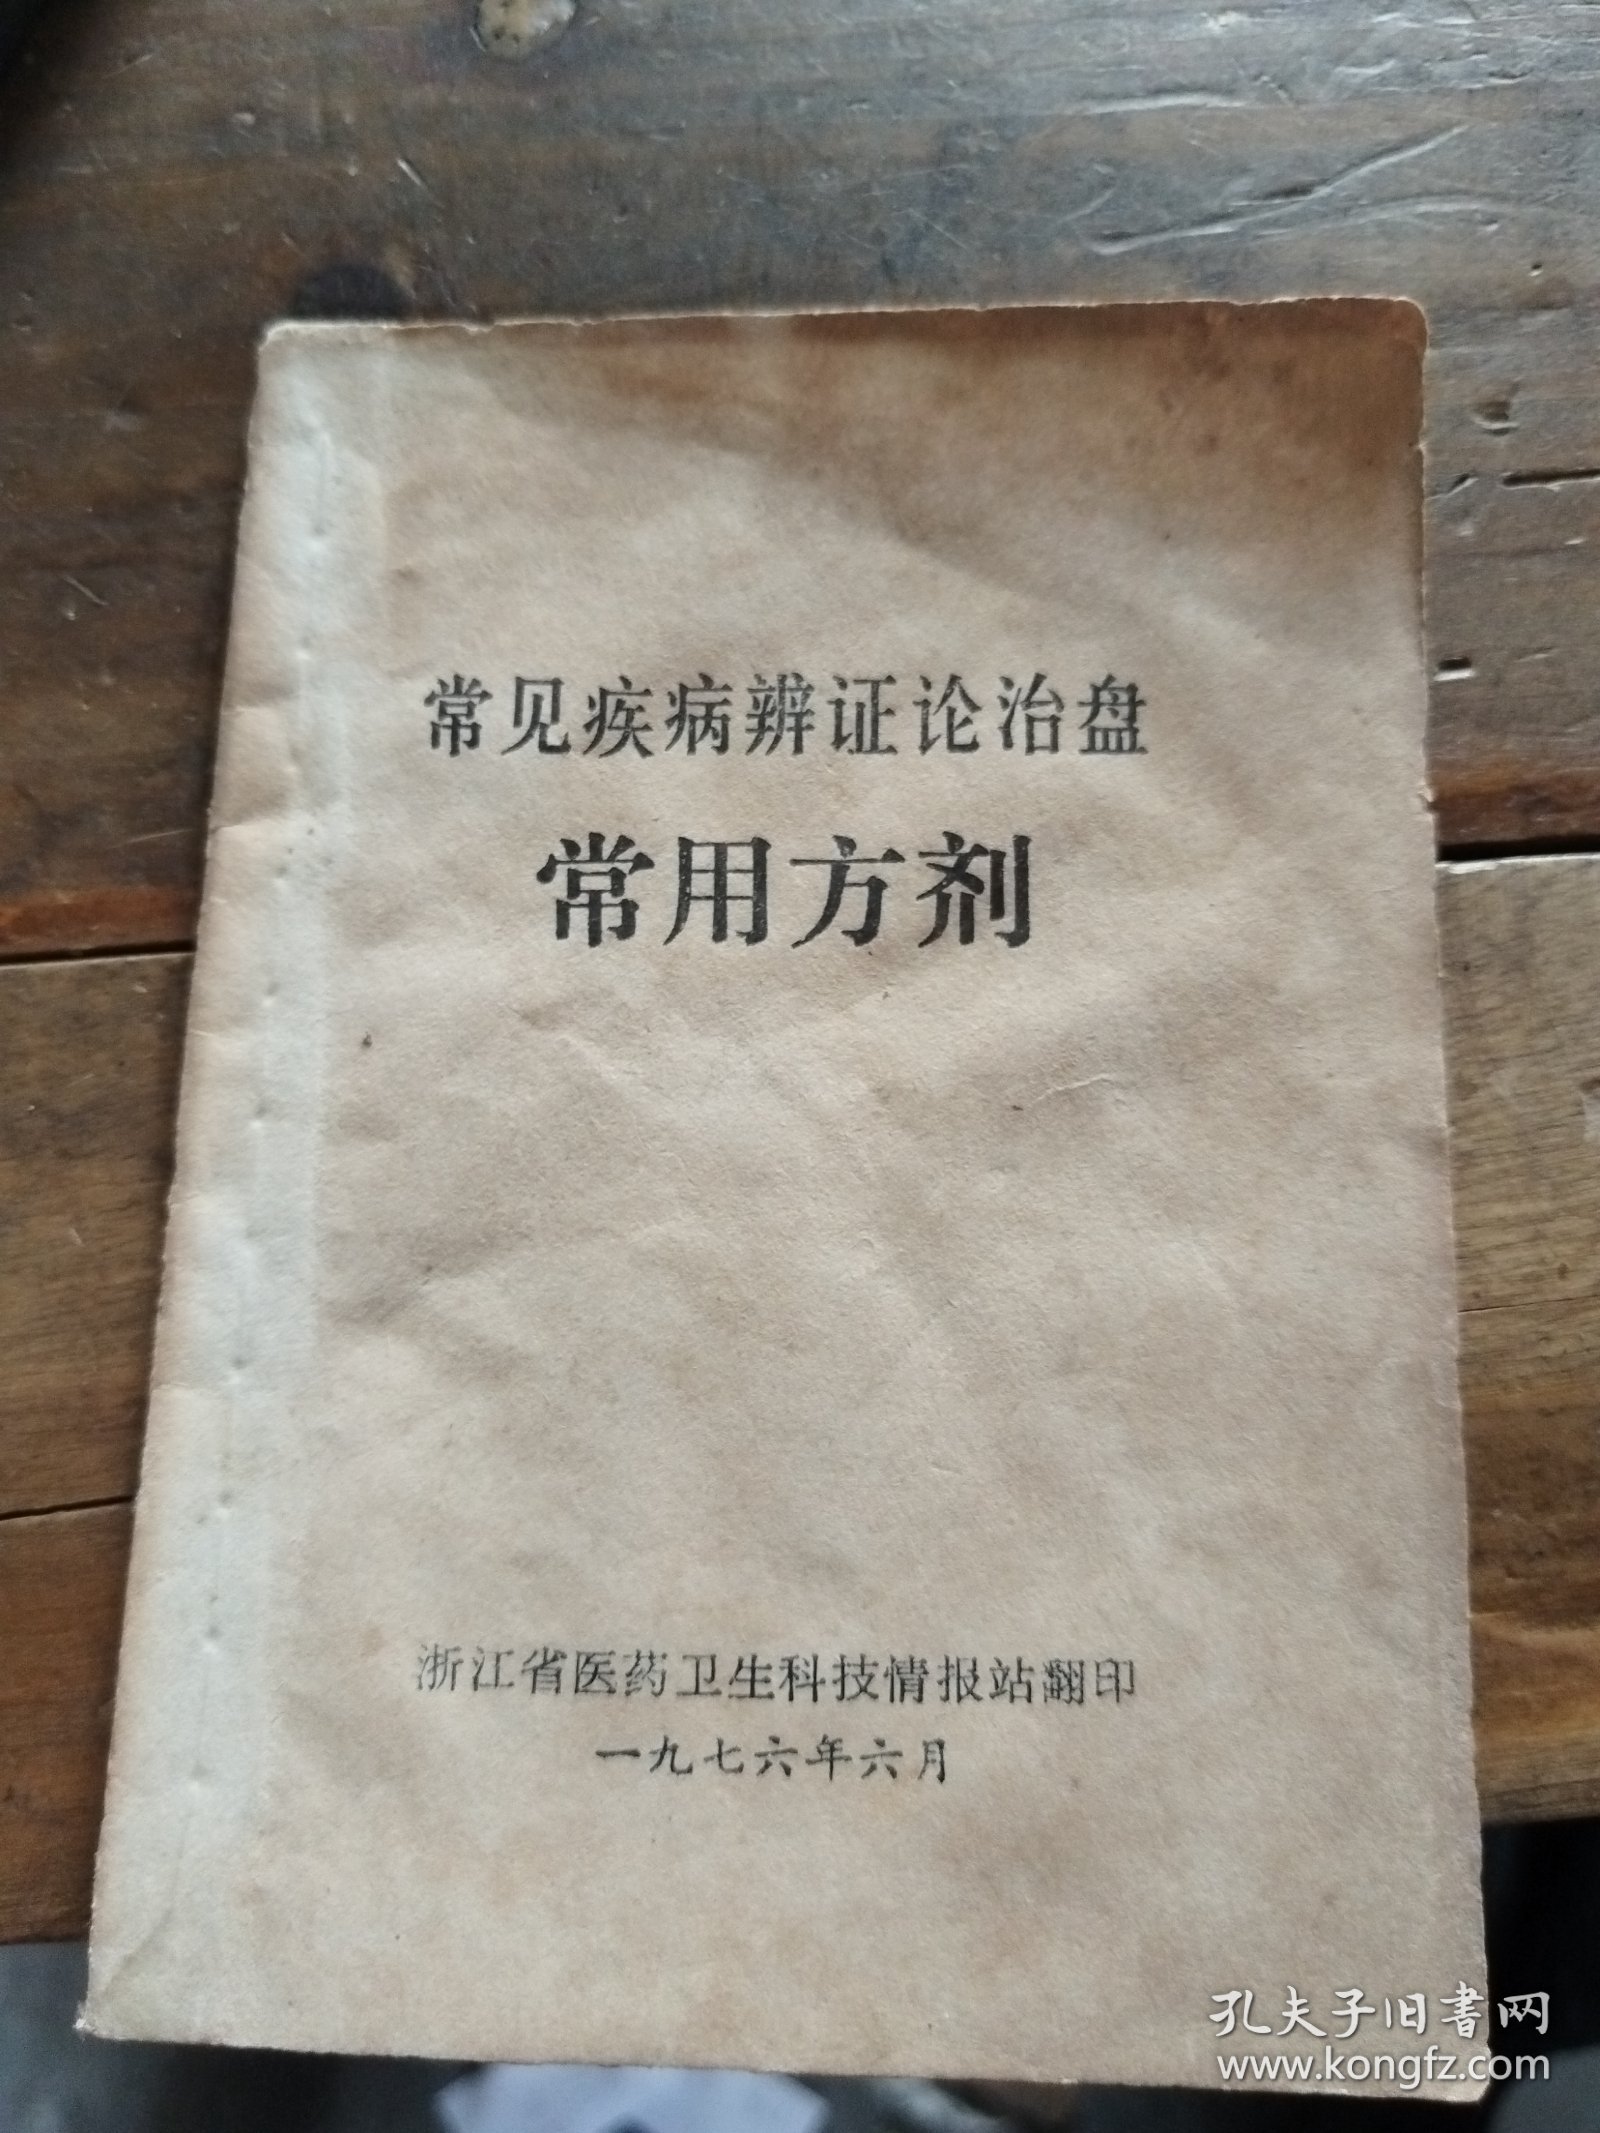 常见疾病辨证论治盘
常用方剂
浙江省医药卫生科技情报站翻印
一九七六年六月
孔夫子旧书网
www.kongfz.com